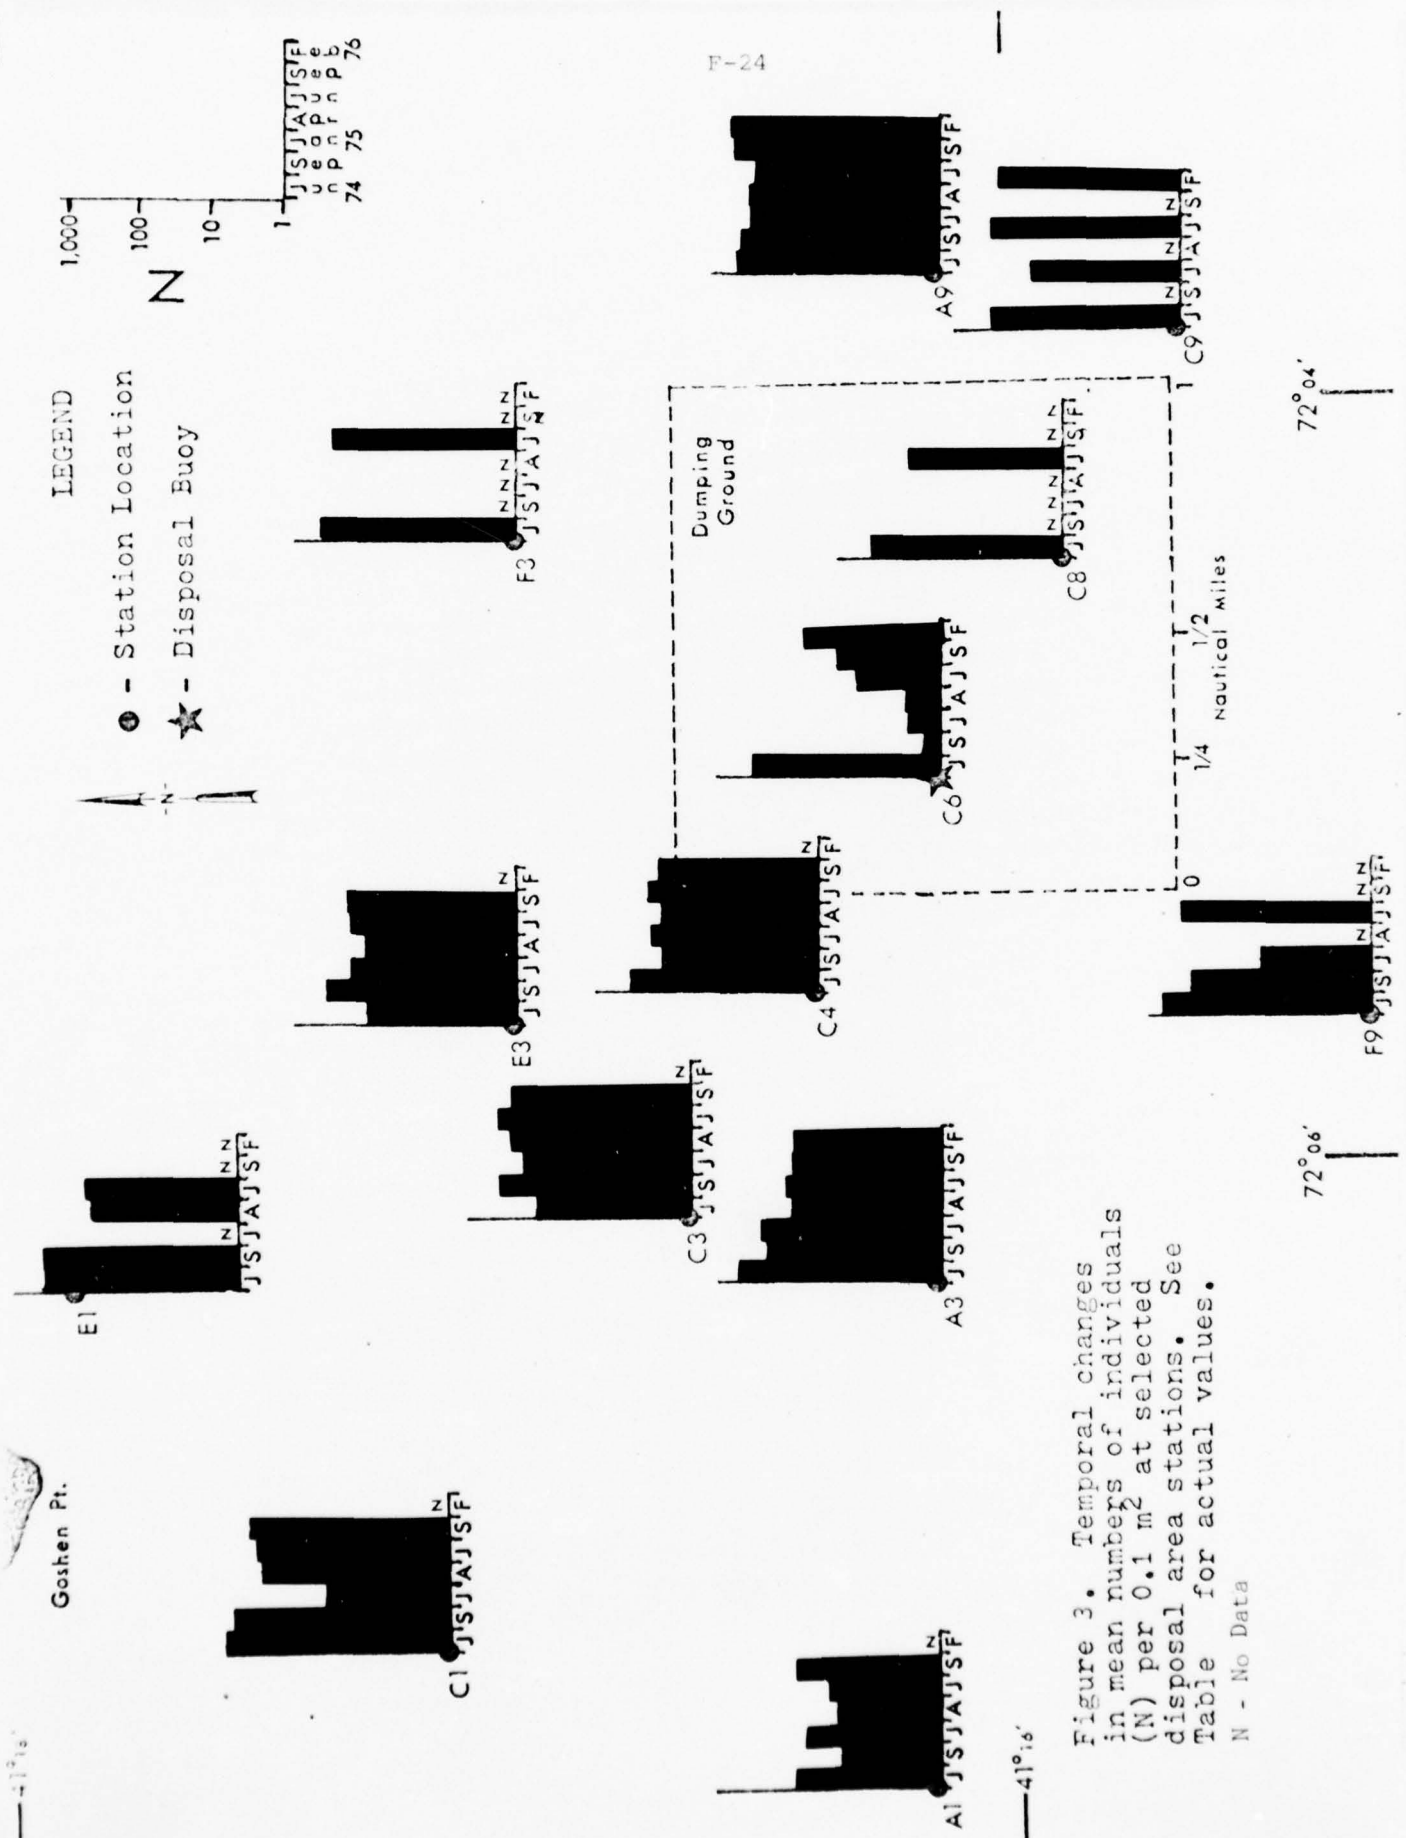 F-24
LEGEND
- Station Location
- Disposal Buoy
N
1,000
100
10
1
N
J S J A J S F
u e a p u e e
n p n r n p b
74 75 76
Goshen Pt.
E1
J S J A J S F
N N N
C1
J S J A J S F
N
E3
J S J A J S F
N
F3
J S J A J S F
N N N N N
C3
J S J A J S F
N
C4
J S J A J S F
N
A9
J S J A J S F
Dumping
Ground
C6
J S J A J S F
C8
J S J A J S F
N N N N N
C9
J S J A J S F
N N N
A1
J S J A J S F
N
A3
J S J A J S F
F9
J S J A J S F
N N N
0 1/4 1/2 1
Nautical Miles
41°16'
72°06'
72°04'
Figure 3. Temporal changes
in mean numbers of individuals
(N) per 0.1 m² at selected
disposal area stations. See
Table for actual values.
N - No Data